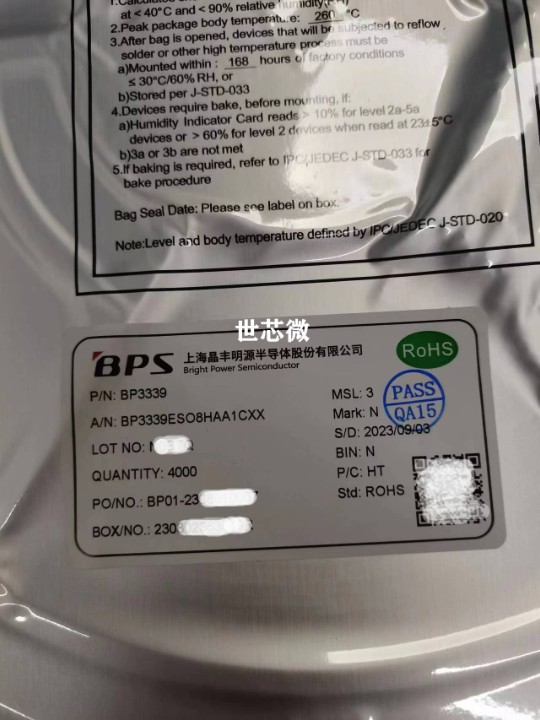 1.Calculated
at < 40°C and < 90% relative humidity(RH)
2.Peak package body temperature: 260 °C
3.After bag is opened, devices that will be subjected to reflow
solder or other high temperature process must be
a)Mounted within : 168 hours of factory conditions
≤ 30°C/60% RH, or
b)Stored per J-STD-033
4.Devices require bake, before mounting, if:
a)Humidity Indicator Card reads > 10% for level 2a-5a
devices or > 60% for level 2 devices when read at 23±5°C
b)3a or 3b are not met
5.If baking is required, refer to IPC/JEDEC J-STD-033 for
bake procedure
Bag Seal Date: Please see label on box.
Note:Level and body temperature defined by IPC/JEDEC J-STD-020
世芯微
BPS 上海晶丰明源半导体股份有限公司
Bright Power Semiconductor
RoHS
P/N: BP3339
A/N: BP3339ESO8HAA1CXX
LOT NO:
QUANTITY: 4000
PO/NO.: BP01-23
BOX/NO.: 230
MSL: 3
Mark: N
S/D: 2023/09/03
BIN: N
P/C: HT
Std: ROHS
PASS
QA15